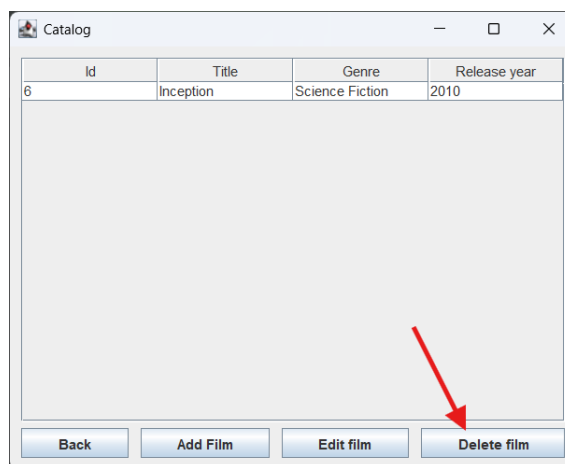 Catalog
Id Title Genre Release year
6 Inception Science Fiction 2010
Back Add Film Edit film Delete film